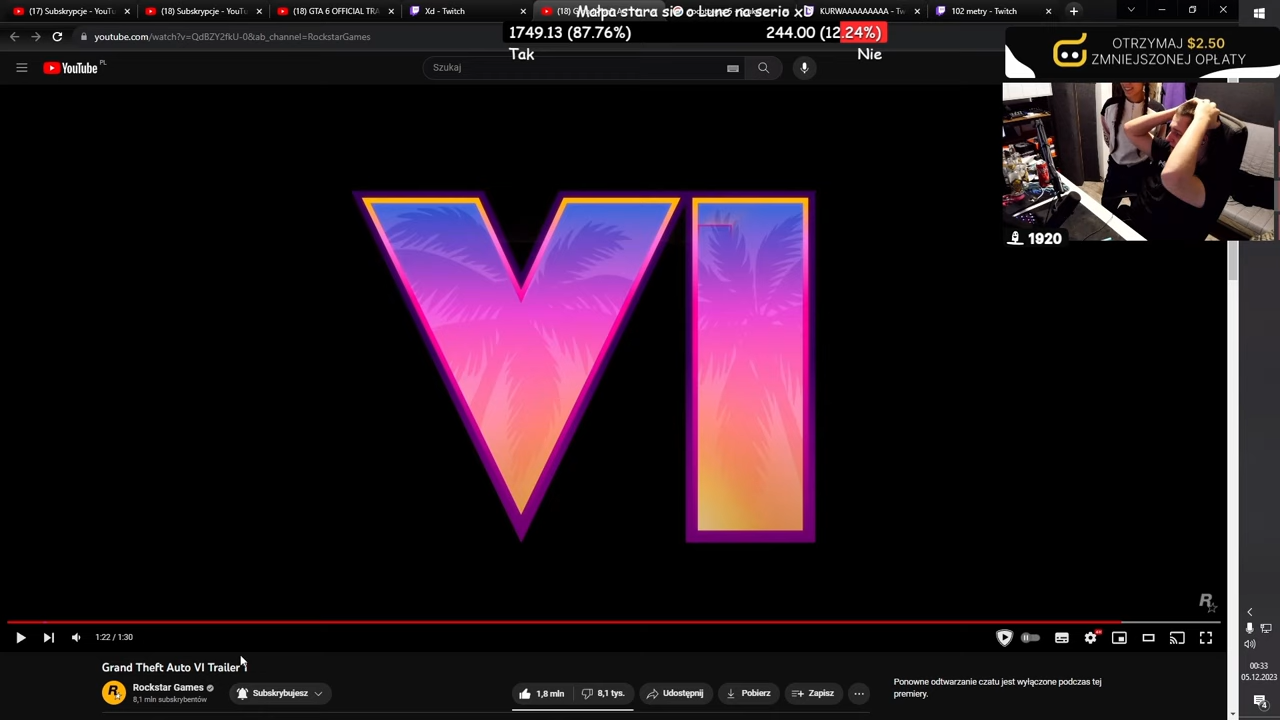 (17) Subskrypcje - YouTu
(18) Subskrypcje - YouTu
(18) GTA 6 OFFICIAL TRA
Xd - Twitch
KURWAAAAAAAA - Tw
102 metry - Twitch
Małpa stara się o tune na serio xD
1749.13 (87.76%)
244.00 (12.24%)
Tak
Nie
youtube.com/watch?v=QdBZY2fkU-0&ab_channel=RockstarGames
YouTube PL
Szukaj
OTRZYMAJ $2.50
ZMNIEJSZONEJ OPŁATY
1920
VI
R
1:22 / 1:30
Grand Theft Auto VI Trailer 1
Rockstar Games
8,1 mln subskrybentów
Subskrybujesz
1,8 mln
8,1 tys.
Udostępnij
Pobierz
Zapisz
Ponowne odtwarzanie czatu jest wyłączone podczas tej
premiery.
00:33
05.12.2023
4